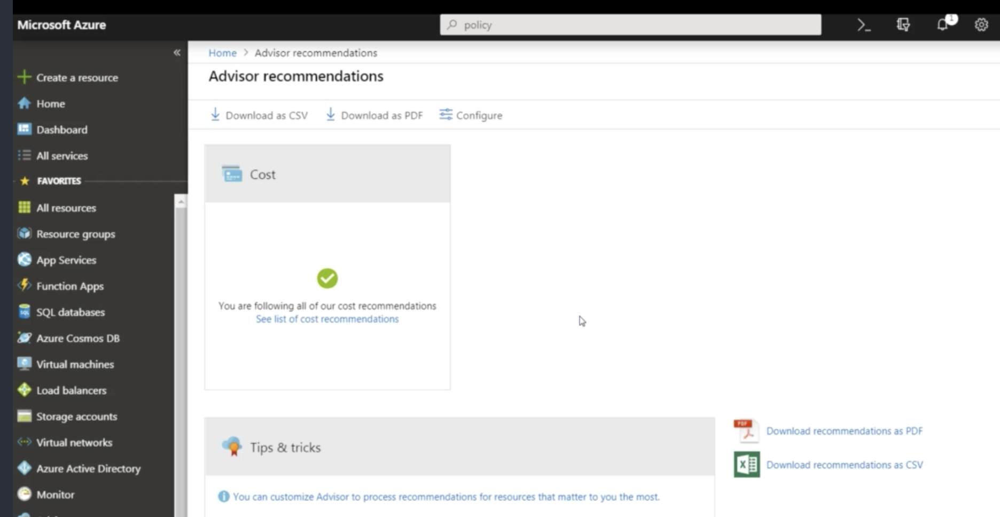 Microsoft Azure
policy
1
Home > Advisor recommendations
Advisor recommendations
Download as CSV
Download as PDF
Configure
Create a resource
Home
Dashboard
All services
FAVORITES
All resources
Resource groups
App Services
Function Apps
SQL databases
Azure Cosmos DB
Virtual machines
Load balancers
Storage accounts
Virtual networks
Azure Active Directory
Monitor
Cost
You are following all of our cost recommendations
See list of cost recommendations
Tips & tricks
You can customize Advisor to process recommendations for resources that matter to you the most.
PDF
Download recommendations as PDF
Download recommendations as CSV